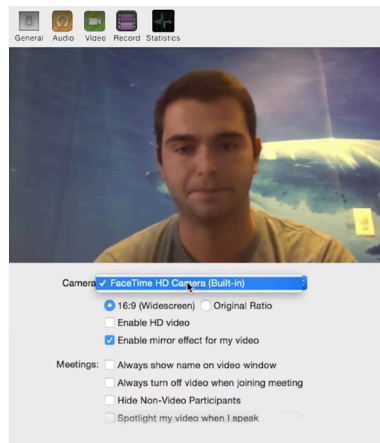 General Audio Video Record Statistics
Camera ✓ FaceTime HD Camera (Built-in)
16:9 (Widescreen) Original Ratio
Enable HD video
Enable mirror effect for my video
Meetings: Always show name on video window
Always turn off video when joining meeting
Hide Non-Video Participants
Spotlight my video when I speak